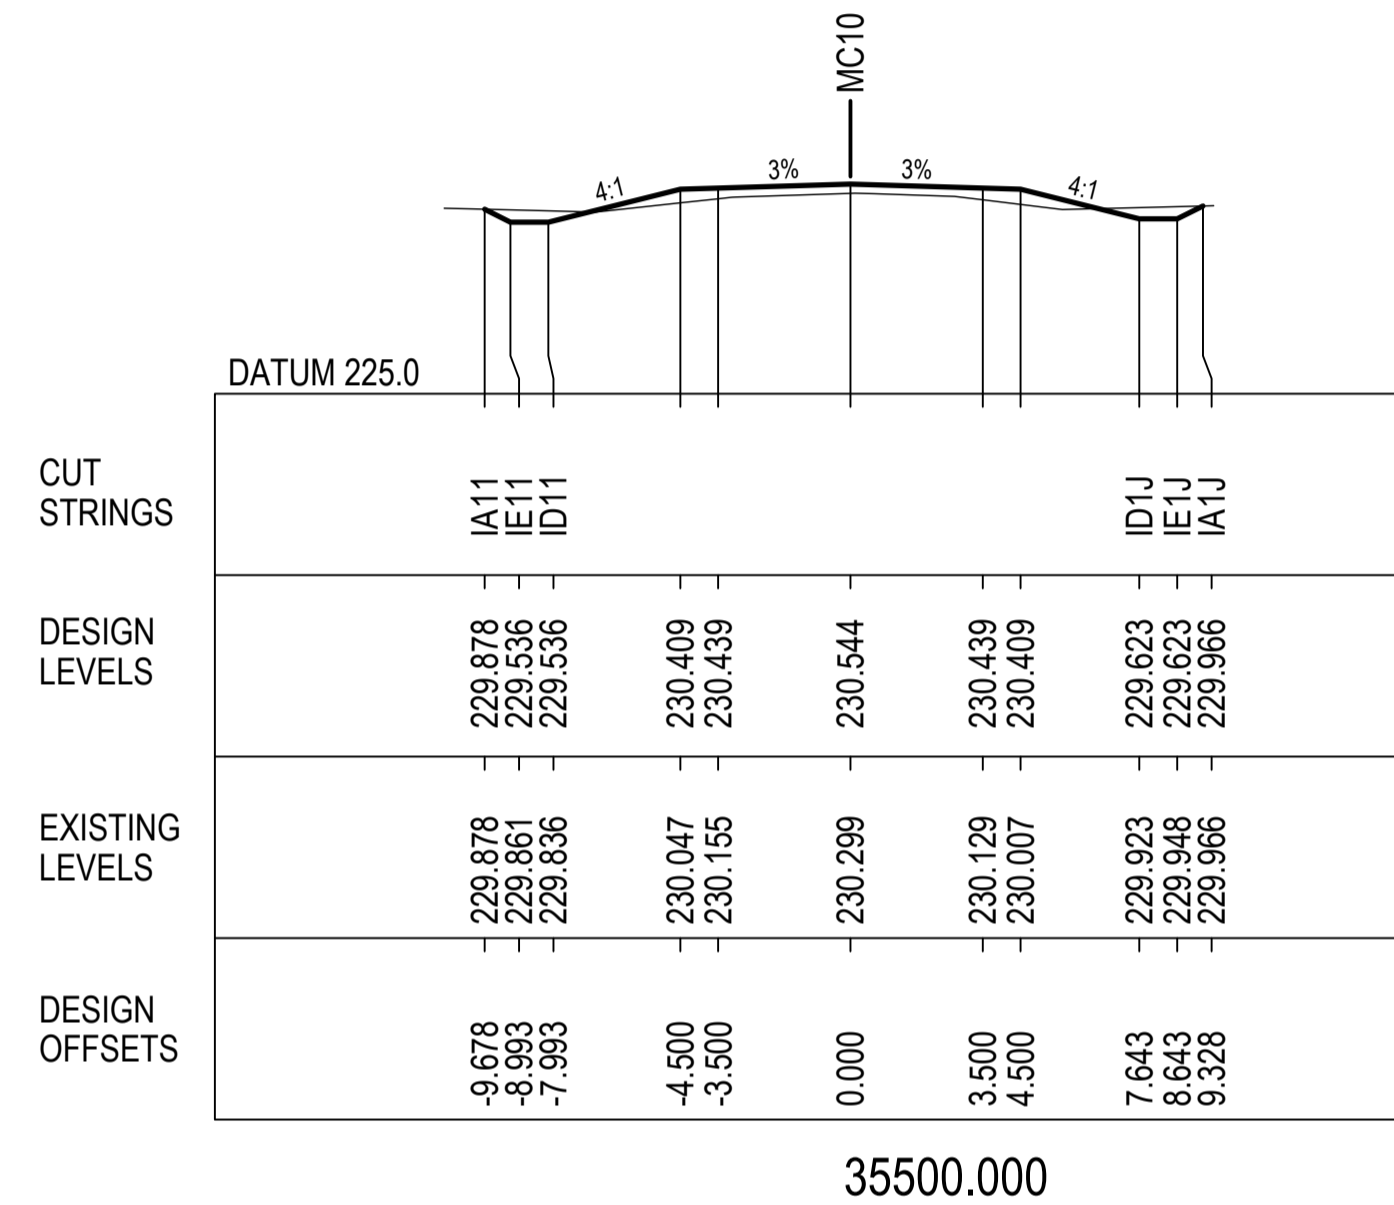 MC10
4:1
3%
3%
4:1
DATUM 225.0
CUT
STRINGS
IA11
IE11
ID11
ID1J
IE1J
IA1J
DESIGN
LEVELS
229.878
229.536
229.536
230.409
230.439
230.544
230.439
230.409
229.623
229.623
229.966
EXISTING
LEVELS
229.878
229.861
229.836
230.047
230.155
230.299
230.129
230.007
229.923
229.948
229.966
DESIGN
OFFSETS
-9.678
-8.993
-7.993
-4.500
-3.500
0.000
3.500
4.500
7.643
8.643
9.328
35500.000